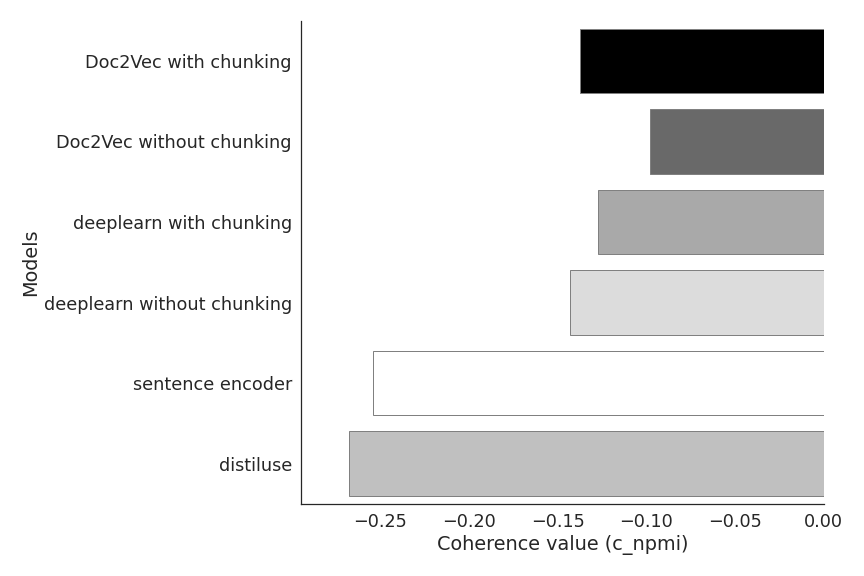 Doc2Vec with chunking
Doc2Vec without chunking
deeplearn with chunking
Models
deeplearn without chunking
sentence encoder
distiluse
−0.25 −0.20 −0.15 −0.10 −0.05 0.00
Coherence value (c_npmi)